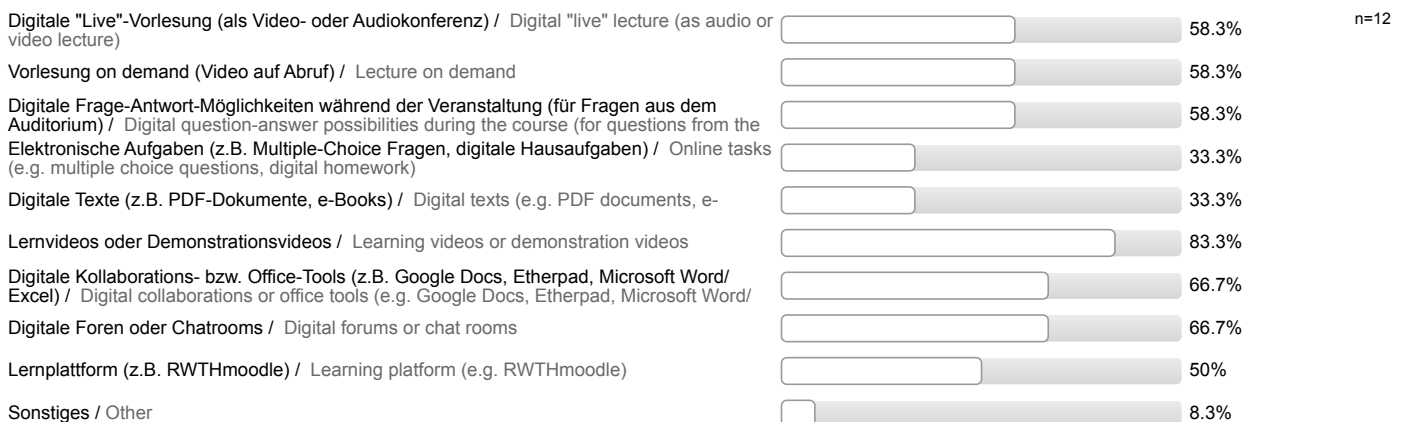 Digitale "Live"-Vorlesung (als Video- oder Audiokonferenz) / Digital "live" lecture (as audio or
video lecture)
58.3%
n=12
Vorlesung on demand (Video auf Abruf) / Lecture on demand
58.3%
Digitale Frage-Antwort-Möglichkeiten während der Veranstaltung (für Fragen aus dem
Auditorium) / Digital question-answer possibilities during the course (for questions from the
58.3%
Elektronische Aufgaben (z.B. Multiple-Choice Fragen, digitale Hausaufgaben) / Online tasks
(e.g. multiple choice questions, digital homework)
33.3%
Digitale Texte (z.B. PDF-Dokumente, e-Books) / Digital texts (e.g. PDF documents, e-
33.3%
Lernvideos oder Demonstrationsvideos / Learning videos or demonstration videos
83.3%
Digitale Kollaborations- bzw. Office-Tools (z.B. Google Docs, Etherpad, Microsoft Word/
Excel) / Digital collaborations or office tools (e.g. Google Docs, Etherpad, Microsoft Word/
66.7%
Digitale Foren oder Chatrooms / Digital forums or chat rooms
66.7%
Lernplattform (z.B. RWTHmoodle) / Learning platform (e.g. RWTHmoodle)
50%
Sonstiges / Other
8.3%